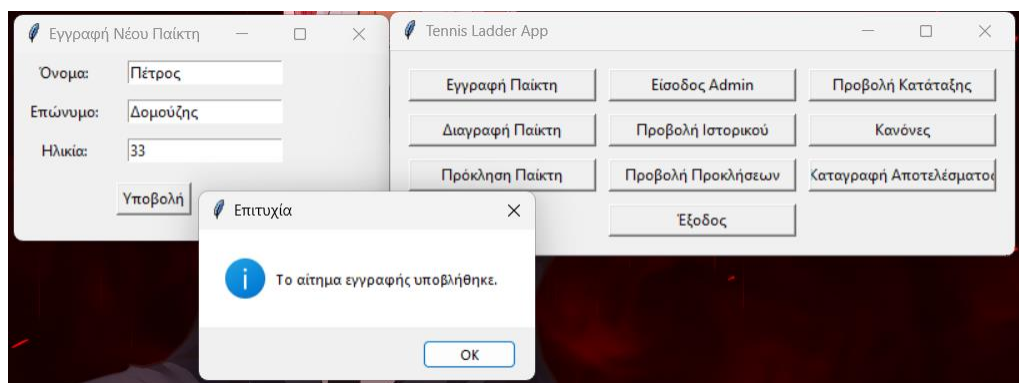 Εγγραφή Νέου Παίκτη
Όνομα: Πέτρος
Επώνυμο: Δομούζης
Ηλικία: 33
Υποβολή
Tennis Ladder App
Εγγραφή Παίκτη Είσοδος Admin Προβολή Κατάταξης
Διαγραφή Παίκτη Προβολή Ιστορικού Κανόνες
Πρόκληση Παίκτη Προβολή Προκλήσεων Καταγραφή Αποτελέσματος
Έξοδος
Επιτυχία
Το αίτημα εγγραφής υποβλήθηκε.
OK